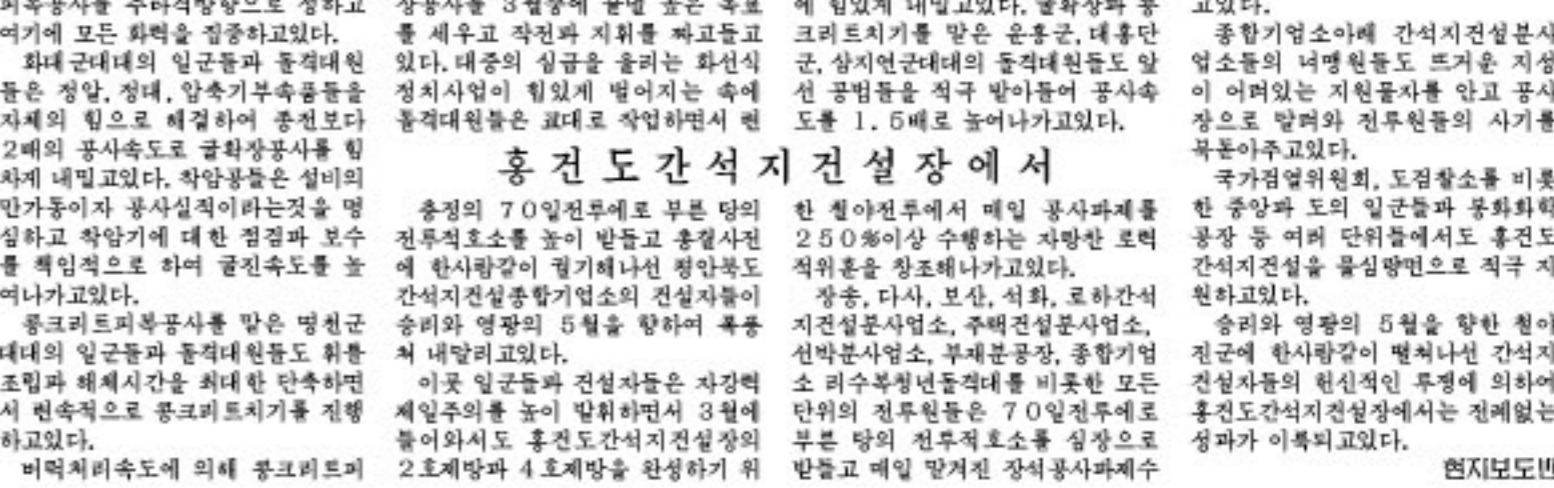 여기에 모든 화력을 집중하고있다.
화대군대대의 일군들과 돌격대원
들은 정알, 정대, 압축기부속품들을
자체의 힘으로 해결하여 종전보다
2배의 공사속도로 굴확장공사를 힘
차게 내밀고있다. 착암공들은 설비의
만가동이자 공사실적이라는것을 명
심하고 착암기에 대한 점검과 보수
를 책임적으로 하여 굴진속도를 높
여나가고있다.
콩크리트피복공사를 맡은 명천군
대대의 일군들과 돌격대원들도 휘틀
조립과 해체시간을 최대한 단축하면
서 련속적으로 콩크리트치기를 진행
하고있다.
버럭처리속도에 의해 콩크리트피
를 세우고 작전과 지휘를 짜고들고
있다. 대중의 심금을 울리는 화선식
정치사업이 힘있게 벌어지는 속에
돌격대원들은 교대로 작업하면서 련
에 힘있게 내밀고있다. 굴확장과 콩
크리트치기를 맡은 은흥군, 대홍단
군, 삼지연군대대의 돌격대원들도 앞
선 공법들을 적극 받아들여 공사속
도를 1.5배로 높여나가고있다.
홍건도간석지건설장에서
충정의 70일전투에로 부른 당의
전투적호소를 높이 받들고 총결사전
에 한사람같이 궐기해나선 평안북도
간석지건설종합기업소의 건설자들이
승리와 영광의 5월을 향하여 폭풍
쳐 내달리고있다.
이곳 일군들과 건설자들은 자강력
제일주의를 높이 발휘하면서 3월에
들어와서도 홍건도간석지건설장의
2호제방과 4호제방을 완성하기 위
한 철야전투에서 매일 공사과제를
250%이상 수행하는 자랑찬 로력
적위훈을 창조해나가고있다.
장송, 다사, 보산, 석화, 로하간석
지건설분사업소, 주택건설분사업소,
선박분사업소, 부재분공장, 종합기업
소 리수복청년돌격대를 비롯한 모든
단위의 전투원들은 70일전투에로
부른 당의 전투적호소를 심장으로
받들고 매일 맡겨진 장석공사과제수
고있다.
종합기업소아래 간석지건설분사
업소들의 녀맹원들도 뜨거운 지성
이 어려있는 지원물자를 안고 공사
장으로 달려와 전투원들의 사기를
북돋아주고있다.
국가검열위원회, 도검찰소를 비롯
한 중앙과 도의 일군들과 봉화화학
공장 등 여러 단위들에서도 홍건도
간석지건설을 물심량면으로 적극 지
원하고있다.
승리와 영광의 5월을 향한 철야
진군에 한사람같이 떨쳐나선 간석지
건설자들의 헌신적인 투쟁에 의하여
홍건도간석지건설장에서는 전례없는
성과가 이룩되고있다.
현지보도반